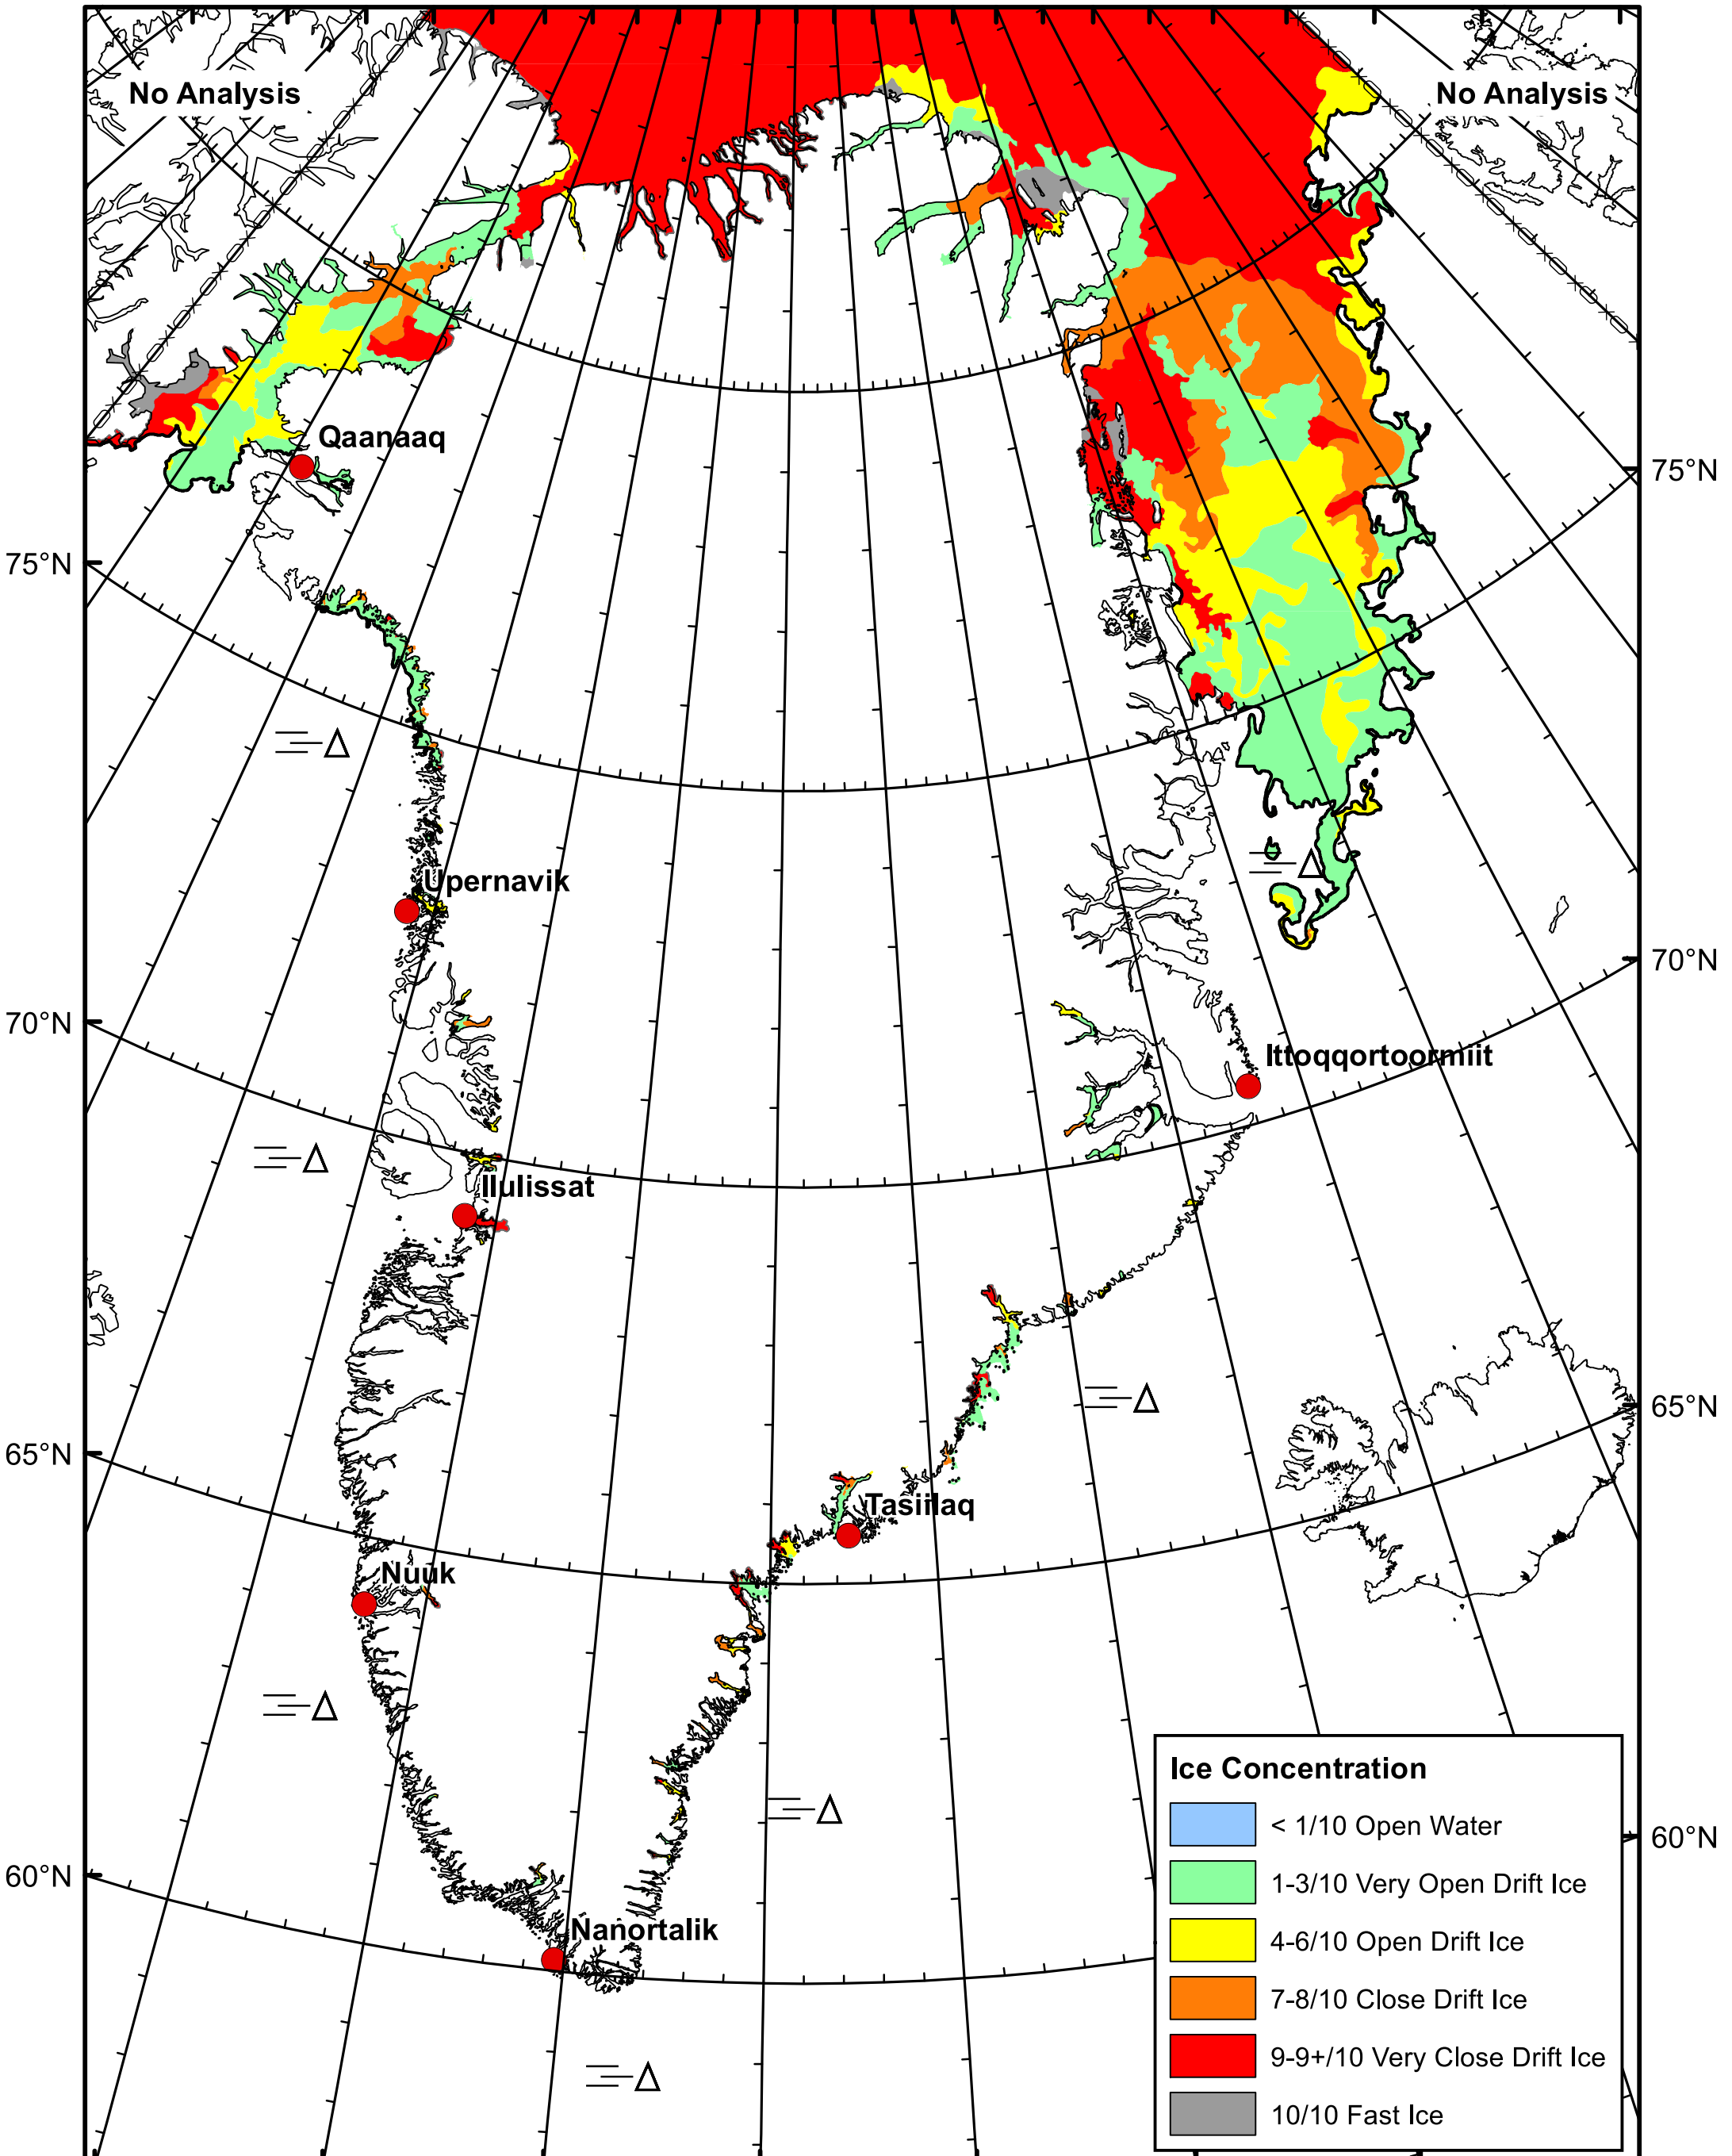 No Analysis
No Analysis
Qaanaaq
75°N
75°N
Upernavik
70°N
70°N
Ittoqqortoormiit
Ilulissat
65°N
65°N
Tasiilaq
Nuuk
Ice Concentration
< 1/10 Open Water
60°N
60°N
1-3/10 Very Open Drift Ice
Nanortalik
4-6/10 Open Drift Ice
7-8/10 Close Drift Ice
9-9+/10 Very Close Drift Ice
10/10 Fast Ice